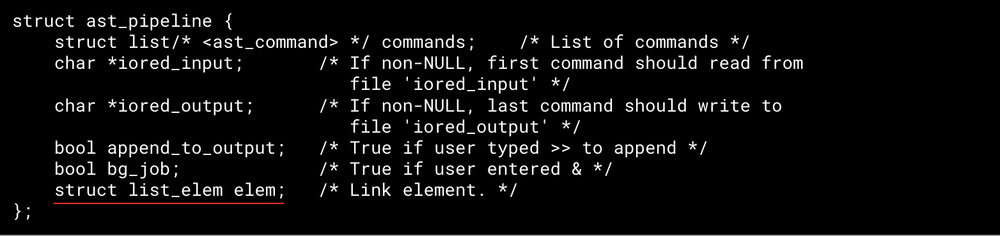 struct ast_pipeline {
    struct list/* <ast_command> */ commands;    /* List of commands */
    char *iored_input;       /* If non-NULL, first command should read from
                                file 'iored_input' */
    char *iored_output;      /* If non-NULL, last command should write to
                                file 'iored_output' */
    bool append_to_output;   /* True if user typed >> to append */
    bool bg_job;             /* True if user entered & */
    struct list_elem elem;   /* Link element. */
};